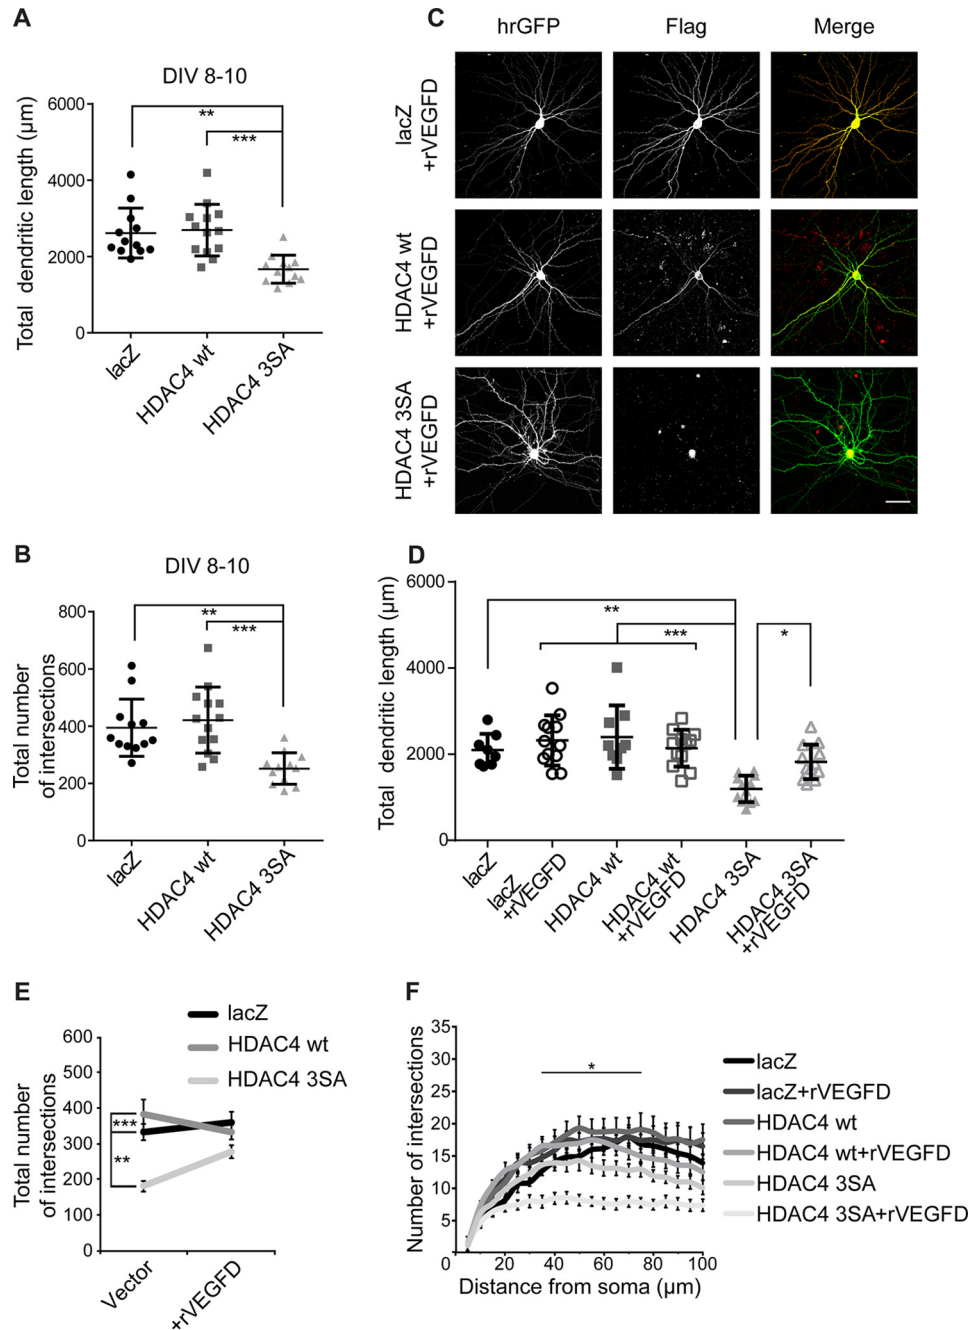 A
DIV 8-10
Total dendritic length (µm)
6000
4000
2000
0
**
***
lacZ
HDAC4 wt
HDAC4 3SA
C
hrGFP
Flag
Merge
lacZ
+rVEGFD
HDAC4 wt
+rVEGFD
HDAC4 3SA
+rVEGFD
B
DIV 8-10
Total number
of intersections
800
600
400
200
0
**
***
lacZ
HDAC4 wt
HDAC4 3SA
D
Total dendritic length (µm)
6000
4000
2000
0
**
***
*
lacZ
lacZ
+rVEGFD
HDAC4 wt
HDAC4 wt
+rVEGFD
HDAC4 3SA
HDAC4 3SA
+rVEGFD
E
Total number
of intersections
600
500
400
300
200
100
0
***
**
lacZ
HDAC4 wt
HDAC4 3SA
Vector
+rVEGFD
F
Number of intersections
35
30
25
20
15
10
5
0
20
40
60
80
100
Distance from soma (µm)
*
lacZ
lacZ+rVEGFD
HDAC4 wt
HDAC4 wt+rVEGFD
HDAC4 3SA
HDAC4 3SA+rVEGFD